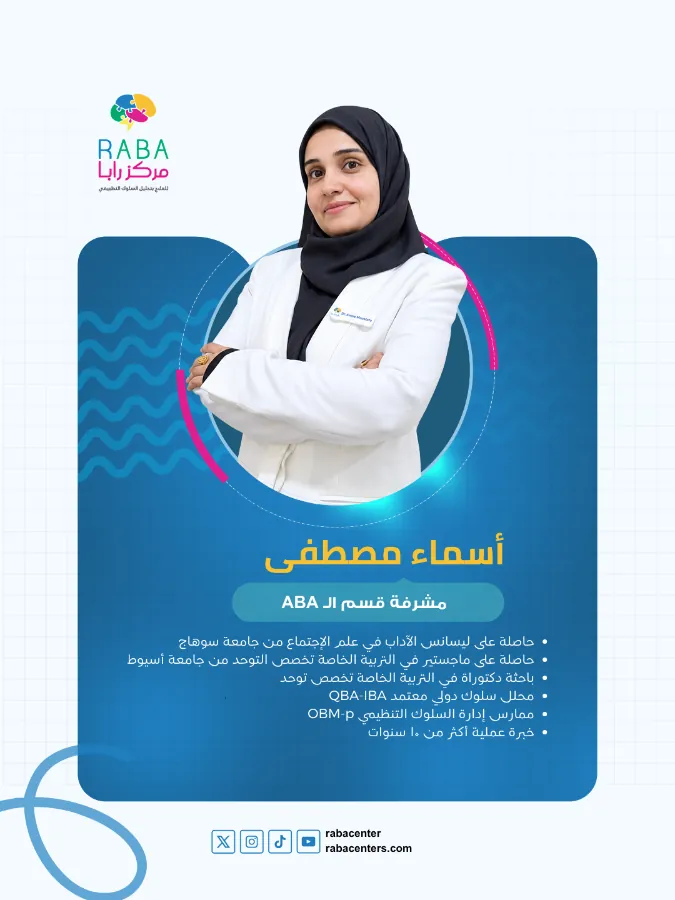 RABA
مركز رابا
للعلاج بتحليل السلوك التطبيقي
أسماء مصطفى
مشرفة قسم الـ ABA
حاصلة على ليسانس الآداب في علم الإجتماع من جامعة سوهاج
حاصلة على ماجستير في التربية الخاصة تخصص التوحد من جامعة أسيوط
باحثة دكتوراة في التربية الخاصة تخصص توحد
محلل سلوك دولي معتمد QBA-IBA
ممارس إدارة السلوك التنظيمي OBM-p
خبرة عملية أكثر من ١٠ سنوات
rabacenter
rabacenters.com